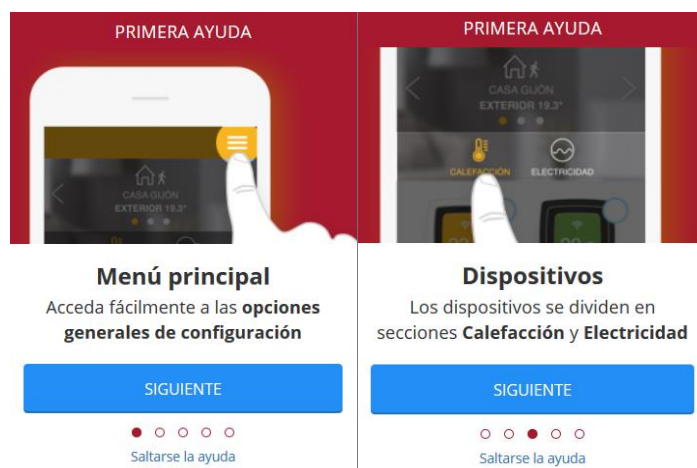 PRIMERA AYUDA
CASA GIJÓN
EXTERIOR 19.3°
Menú principal
Acceda fácilmente a las opciones
generales de configuración
SIGUIENTE
Saltarse la ayuda
PRIMERA AYUDA
CASA GIJÓN
EXTERIOR 19.3°
CALEFACCIÓN
ELECTRICIDAD
Dispositivos
Los dispositivos se dividen en
secciones Calefacción y Electricidad
SIGUIENTE
Saltarse la ayuda